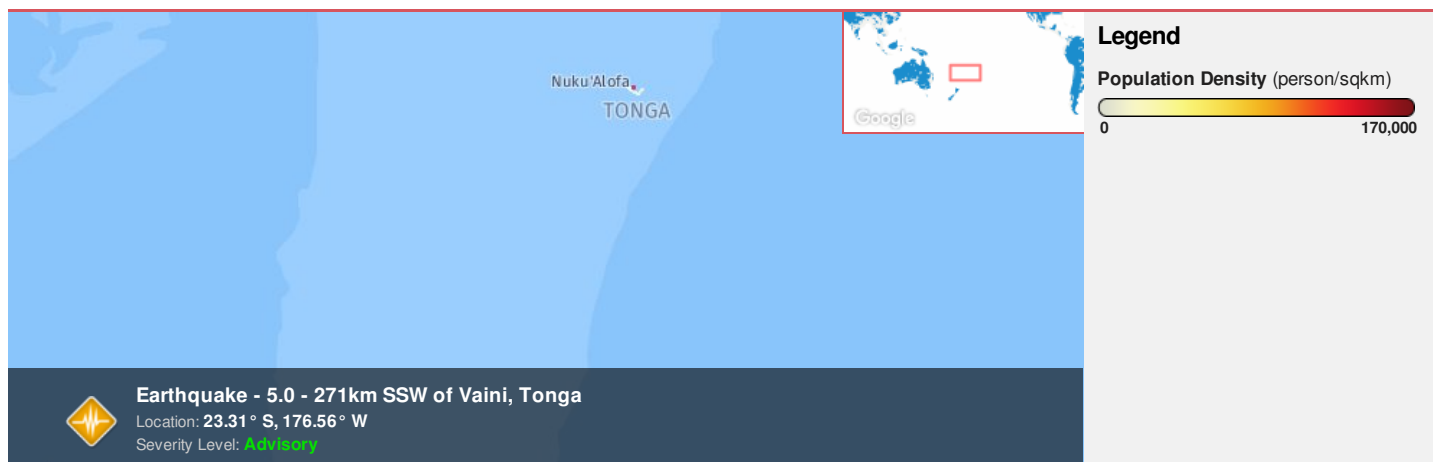 Nuku'Alofa
TONGA
Google
Legend
Population Density (person/sqkm)
0 170,000
Earthquake - 5.0 - 271km SSW of Vaini, Tonga
Location: 23.31° S, 176.56° W
Severity Level: Advisory